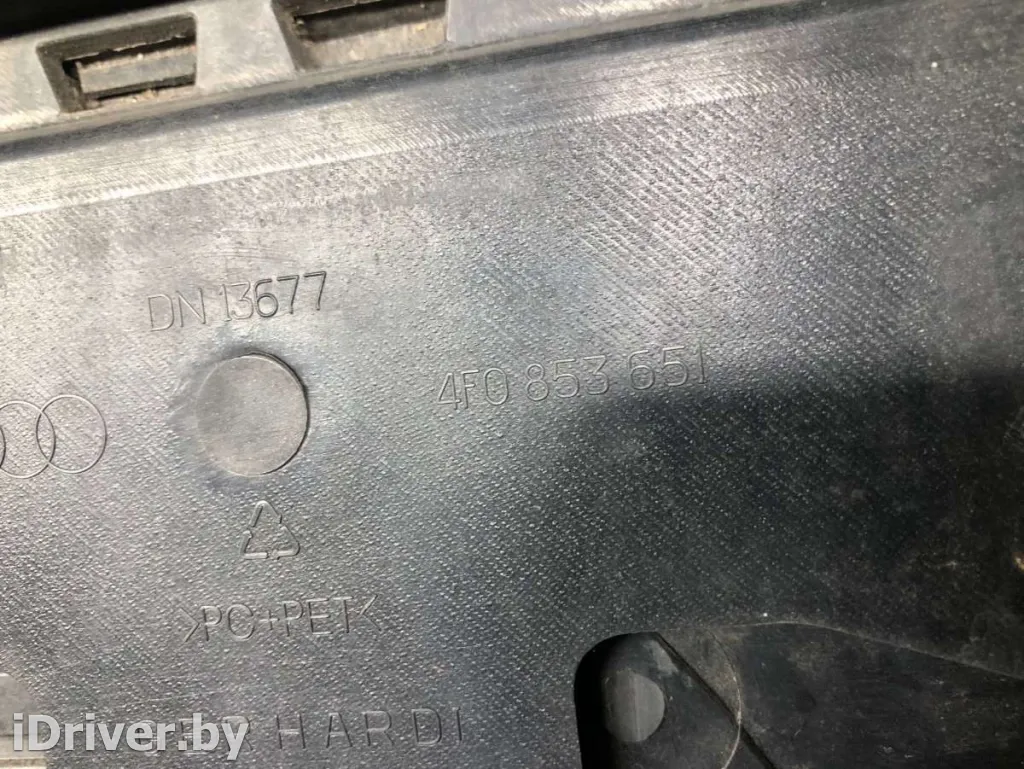 DN 13677
4F0 853 651
>PC+PET<
HARDI
iDriver.by